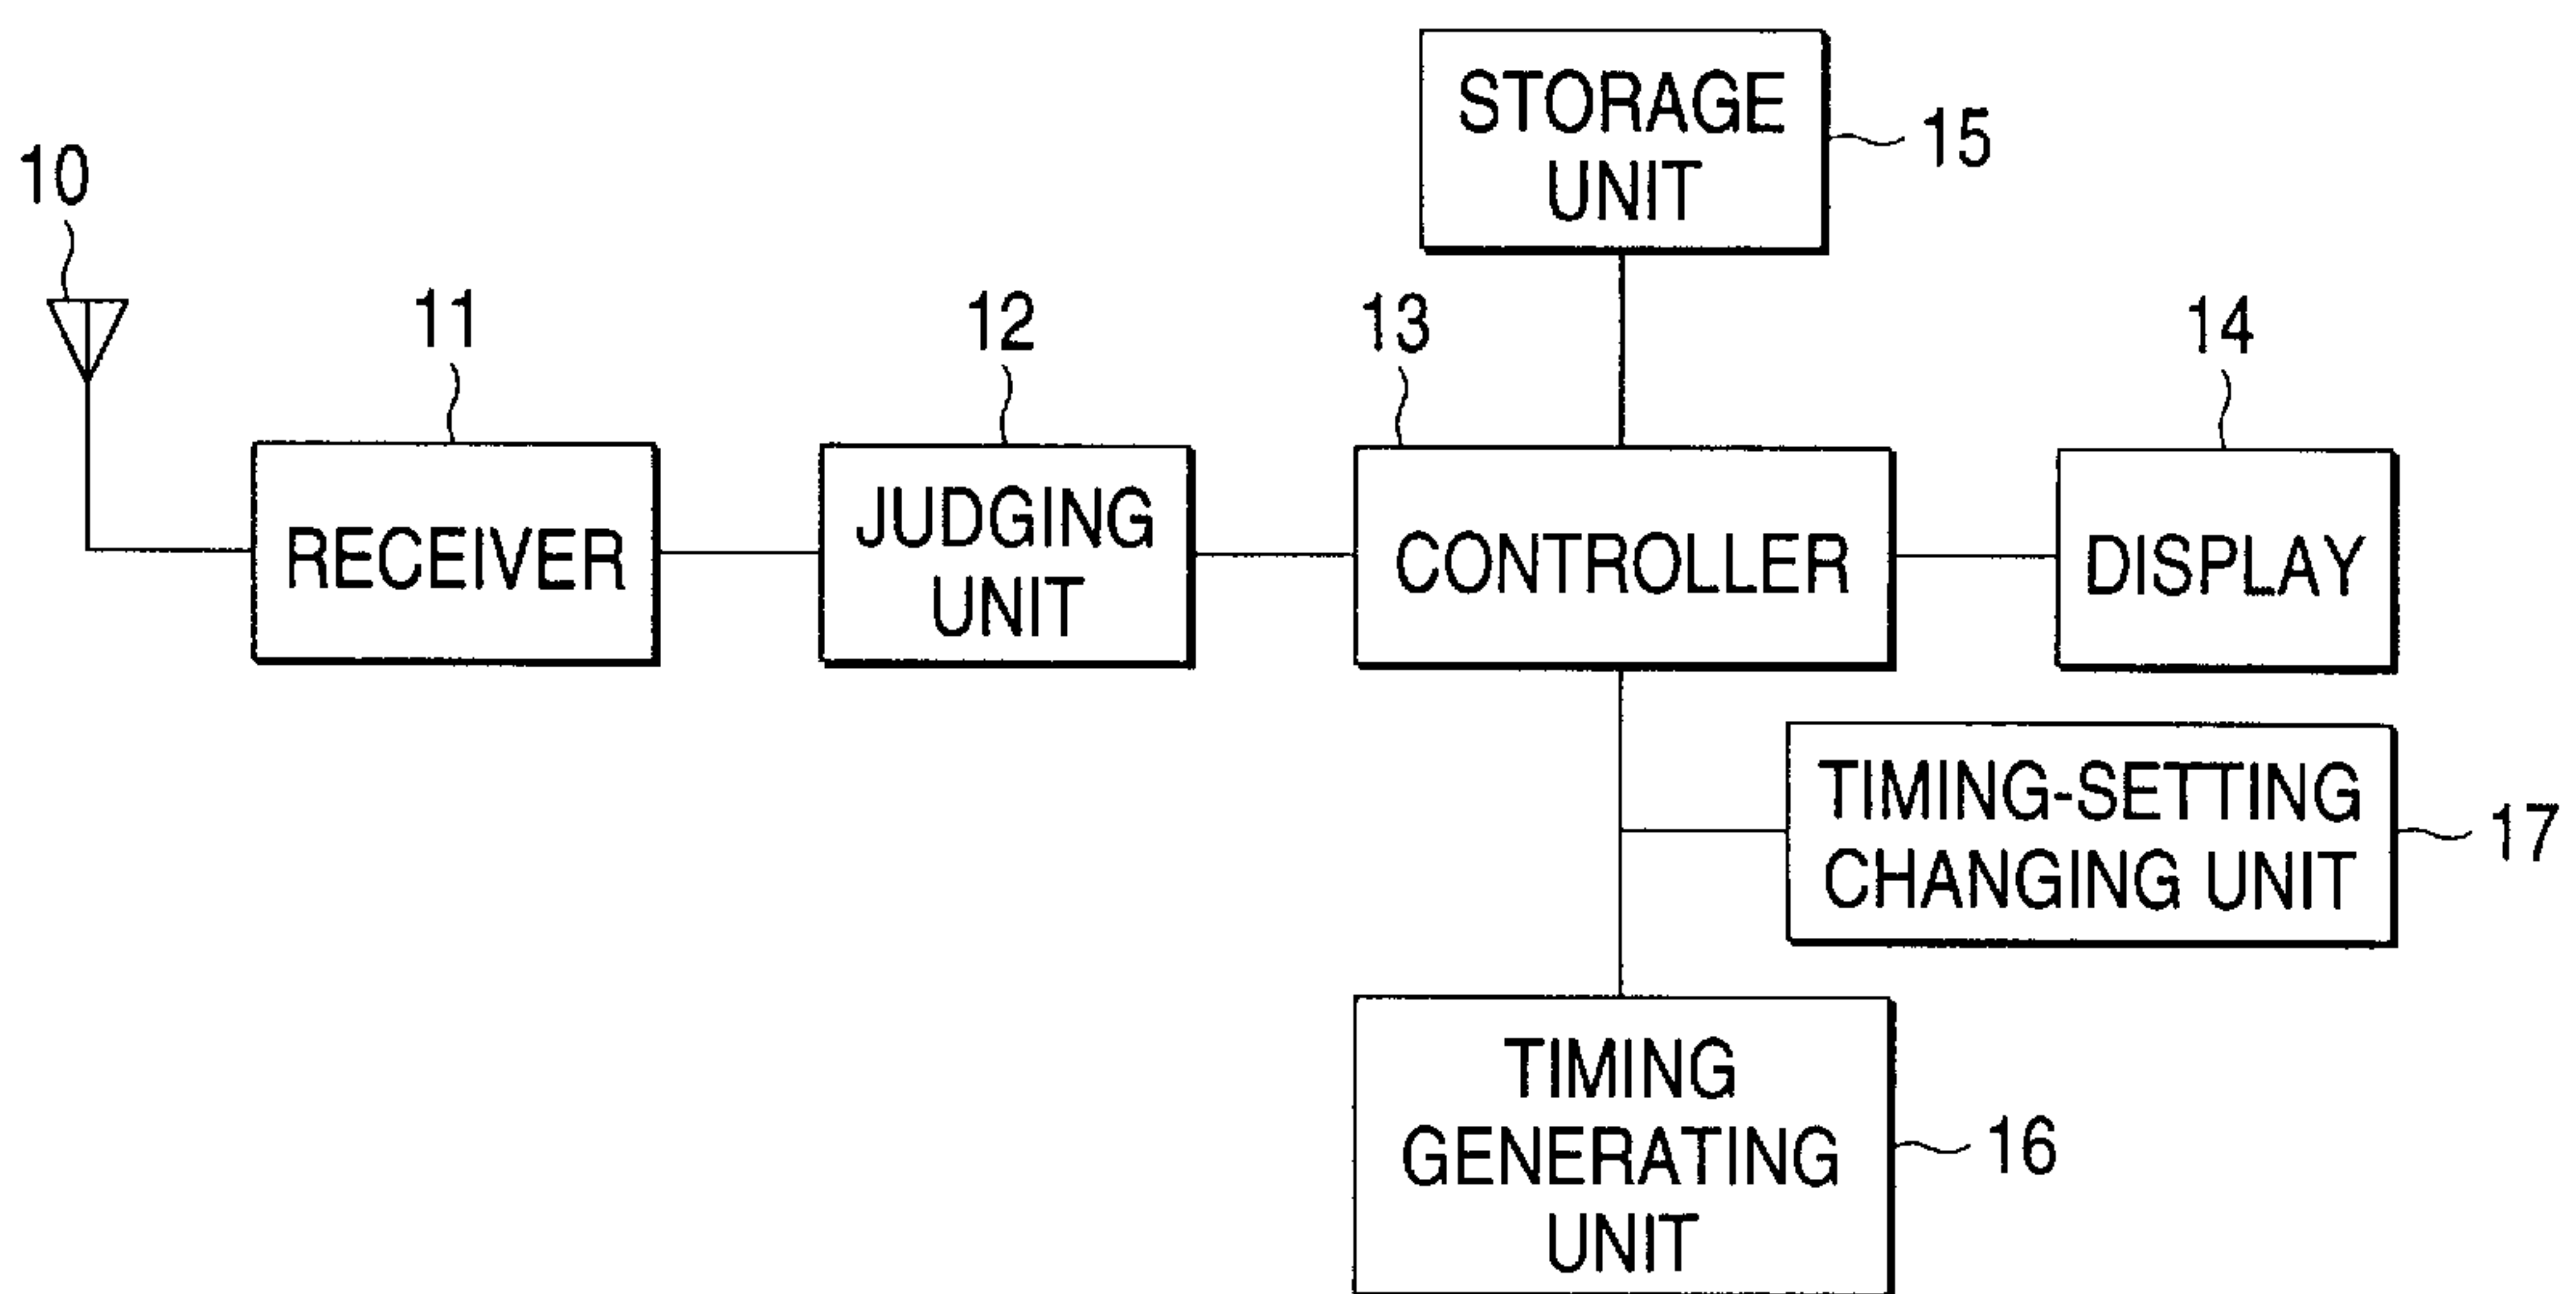 STORAGE
UNIT
15
10
11
12
13
14
RECEIVER
JUDGING
UNIT
CONTROLLER
DISPLAY
TIMING-SETTING
CHANGING UNIT
17
TIMING
GENERATING
UNIT
16